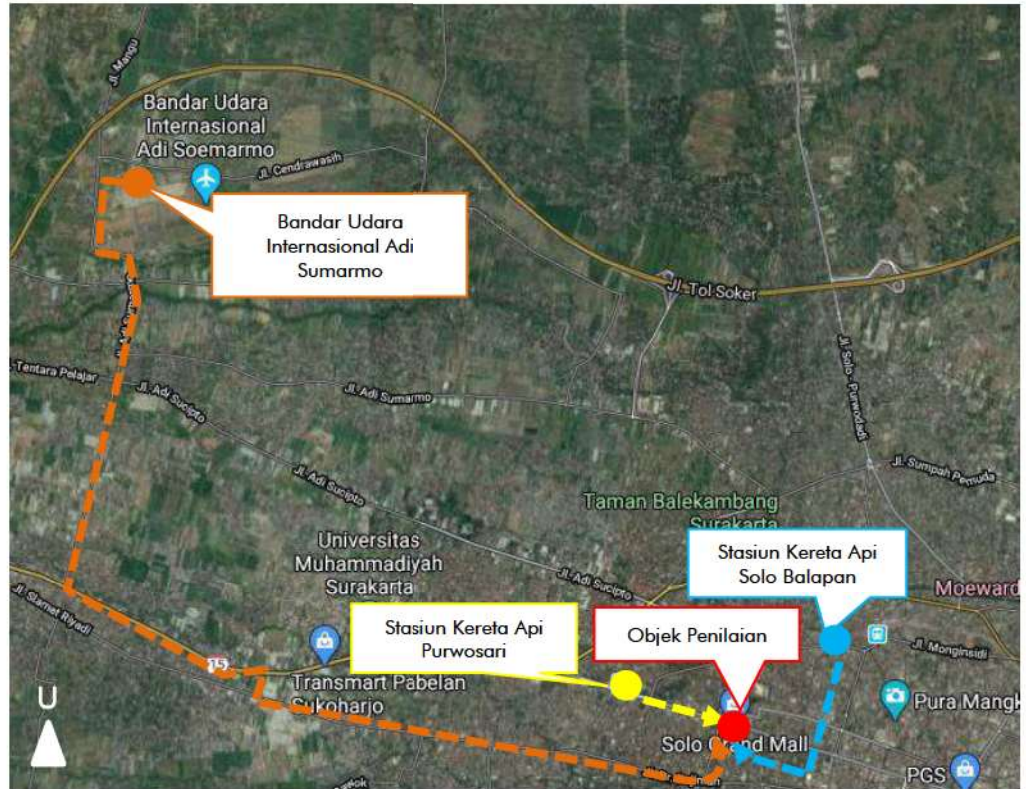 Jl. Mangu
Bandar Udara
Internasional
Adi Soemarmo
Jl. Cendrawasih
Bandar Udara
Internasional Adi
Sumarmo
Jl. Tol Soker
Jl. Solo - Purwodadi
Tentara Pelajar
Jl. Adi Sucipto
Jl. Adi Sumarmo
Jl. Adi Sucipto
Jl. Sumpah Pemuda
Taman Balekambang
Surakarta
Universitas
Muhammadiyah
Surakarta
Stasiun Kereta Api
Solo Balapan
Jl. Adi Sucipto
Moeward
Jl. Slamet Riyadi
Stasiun Kereta Api
Purwosari
Objek Penilaian
Jl. Monginsidi
15
Transmart Pabelan
Sukoharjo
U
Pura Mangk
Solo Grand Mall
PGS